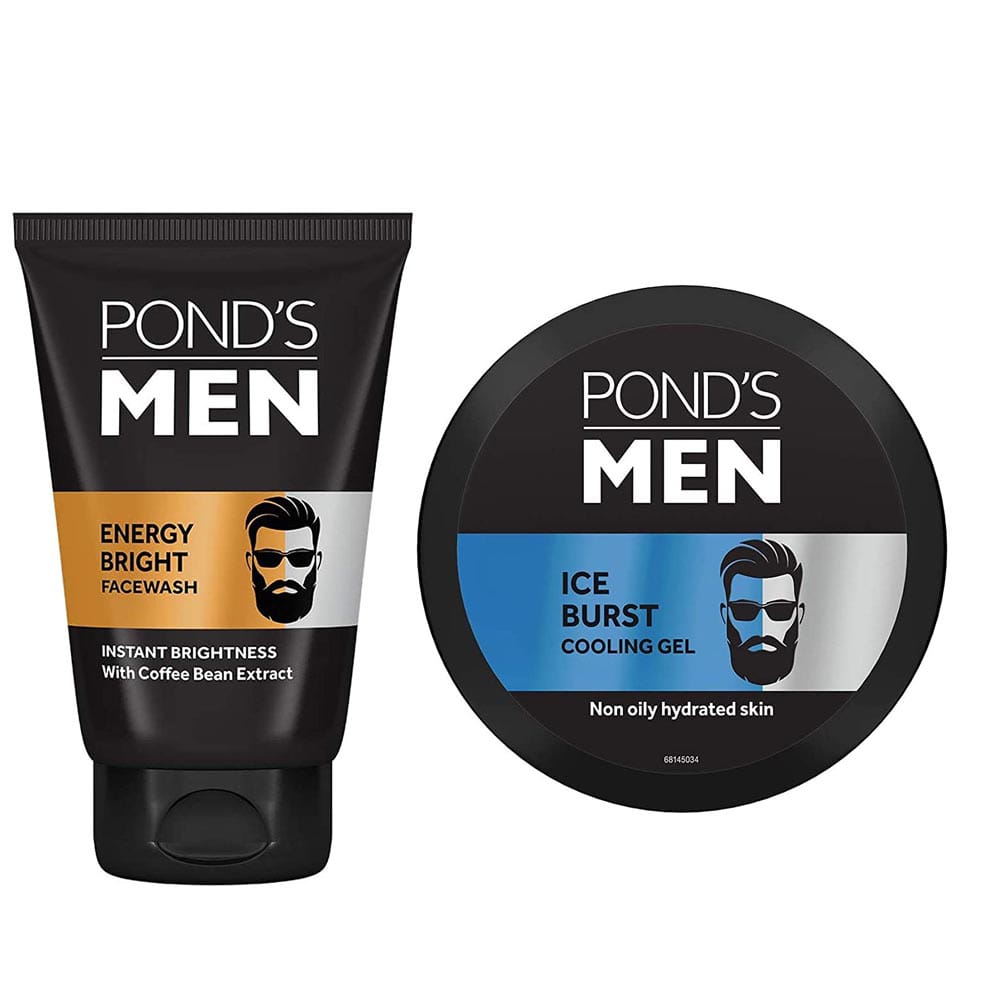 POND'S
MEN
ENERGY
BRIGHT
FACEWASH
INSTANT BRIGHTNESS
With Coffee Bean Extract
POND'S
MEN
ICE
BURST
COOLING GEL
Non oily hydrated skin
68145034